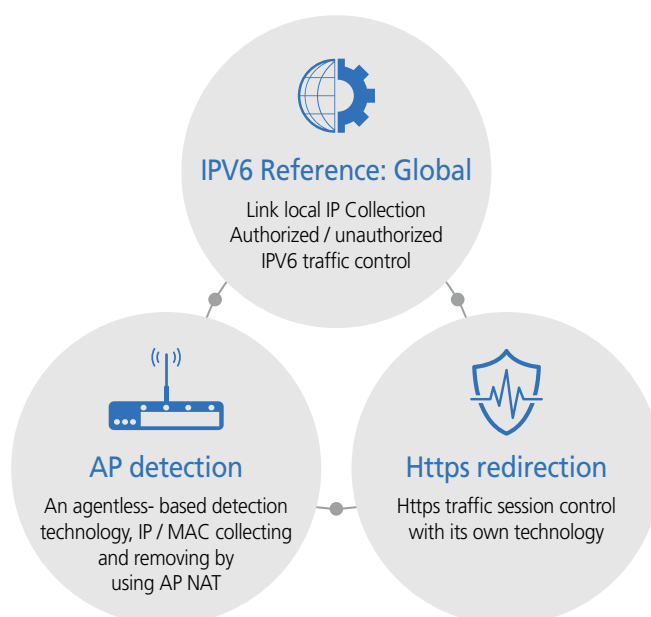 IPV6 Reference: Global
Link local IP Collection
Authorized / unauthorized
IPV6 traffic control
AP detection
An agentless- based detection
technology, IP / MAC collecting
and removing by
using AP NAT
Https redirection
Https traffic session control
with its own technology